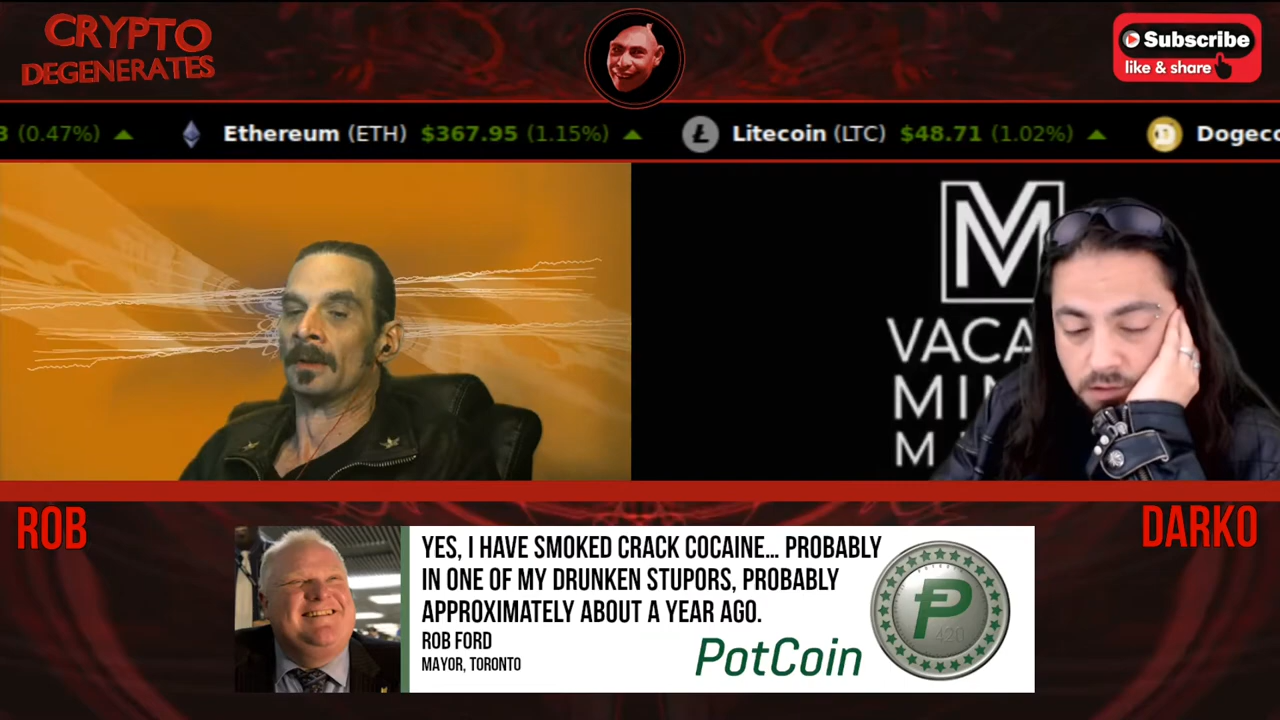 CRYPTO
DEGENERATES
Subscribe
like & share
(0.47%) Ethereum (ETH) $367.95 (1.15%) Litecoin (LTC) $48.71 (1.02%)
M
VACA
MIN
M
ROB
DARKO
YES, I HAVE SMOKED CRACK COCAINE... PROBABLY
IN ONE OF MY DRUNKEN STUPORS, PROBABLY
APPROXIMATELY ABOUT A YEAR AGO.
ROB FORD
MAYOR, TORONTO
PotCoin
P
420